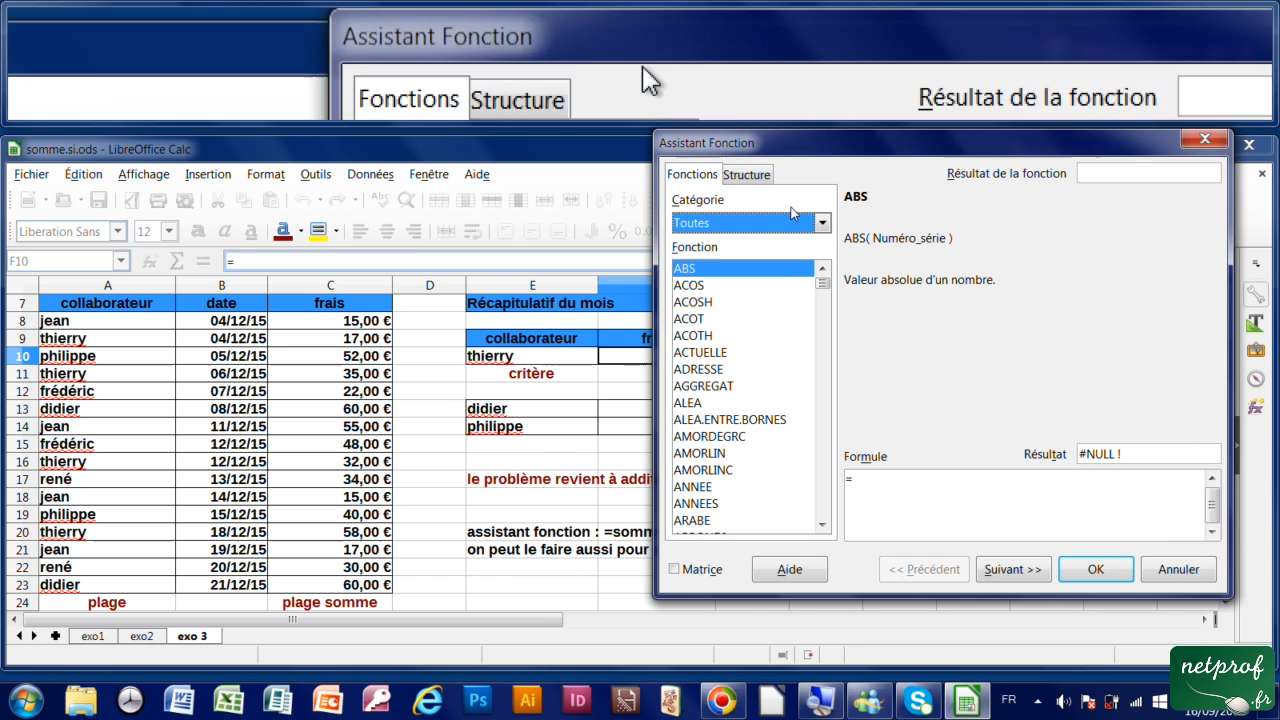 Assistant Fonction
Fonctions Structure
Résultat de la fonction
somme.si.ods - LibreOffice Calc
Fichier Édition Affichage Insertion Format Outils Données Fenêtre Aide
Liberation Sans 12
F10 =
A B C D E
7 collaborateur date frais Récapitulatif du mois
8 jean 04/12/15 15,00 €
9 thierry 04/12/15 17,00 € collaborateur
10 philippe 05/12/15 52,00 € thierry
11 thierry 06/12/15 35,00 € critère
12 frédéric 07/12/15 22,00 €
13 didier 08/12/15 60,00 € didier
14 jean 11/12/15 55,00 € philippe
15 frédéric 12/12/15 48,00 €
16 thierry 12/12/15 32,00 €
17 rené 13/12/15 34,00 € le problème revient à addi
18 jean 14/12/15 15,00 €
19 philippe 15/12/15 40,00 €
20 thierry 18/12/15 58,00 € assistant fonction : =somm
21 jean 19/12/15 17,00 € on peut le faire aussi pour
22 rené 20/12/15 30,00 €
23 didier 21/12/15 60,00 €
24 plage plage somme
exo1 exo2 exo 3
Assistant Fonction
Fonctions Structure
Résultat de la fonction
Catégorie
Toutes
Fonction
ABS
ACOS
ACOSH
ACOT
ACOTH
ACTUELLE
ADRESSE
AGGREGAT
ALEA
ALEA.ENTRE.BORNES
AMORDEGRC
AMORLIN
AMORLINC
ANNEE
ANNEES
ARABE
ABS
ABS( Numéro_série )
Valeur absolue d'un nombre.
Formule
Résultat #NULL !
=
Matrice Aide << Précédent Suivant >> OK Annuler
Ps Ai Id
FR
netprof
.fr